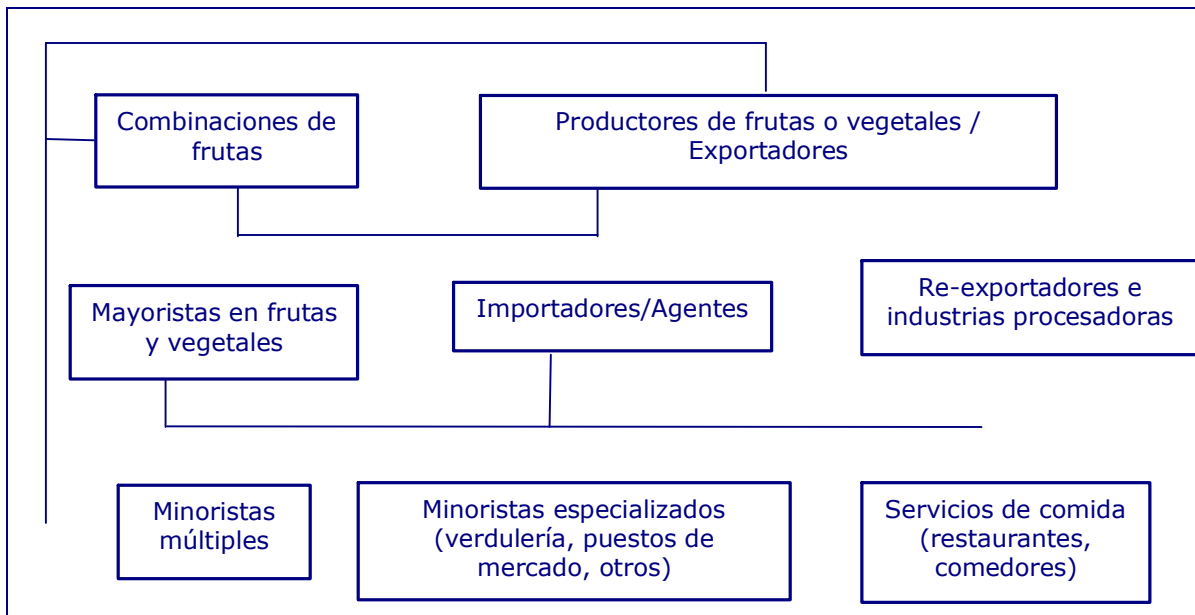 Combinaciones de
frutas
Productores de frutas o vegetales /
Exportadores
Mayoristas en frutas
y vegetales
Importadores/Agentes
Re-exportadores e
industrias procesadoras
Minoristas
múltiples
Minoristas especializados
(verdulería, puestos de
mercado, otros)
Servicios de comida
(restaurantes,
comedores)